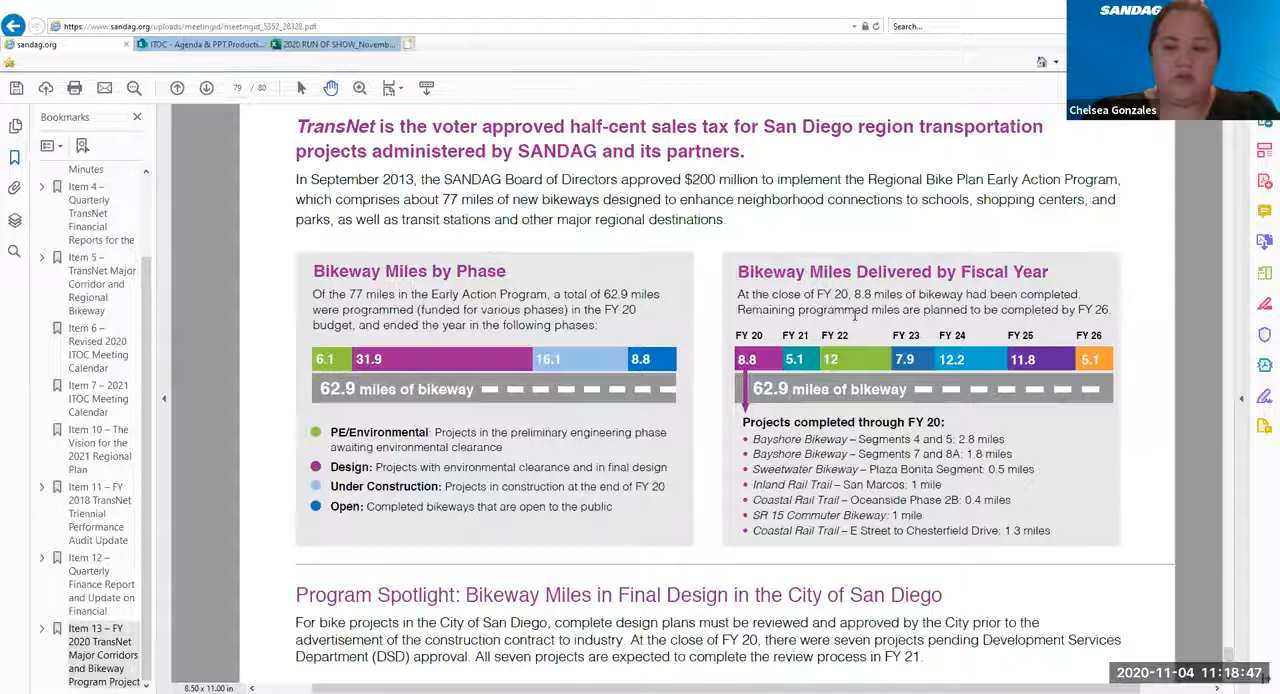 https://www.sandag.org/uploads/meetingid/meetingid_5352_28328.pdf
Search...
sandag.org
ITOC - Agenda & PPT Producti...
2020 RUN OF SHOW_Novemb...
SANDAG
Chelsea Gonzales
79 / 80
Bookmarks
Minutes
Item 4 –
Quarterly
TransNet
Financial
Reports for the
Item 5 –
TransNet Major
Corridor and
Regional
Bikeway
Item 6 –
Revised 2020
ITOC Meeting
Calendar
Item 7 – 2021
ITOC Meeting
Calendar
Item 10 – The
Vision for the
2021 Regional
Plan
Item 11 – FY
2018 TransNet
Triennial
Performance
Audit Update
Item 12 –
Quarterly
Finance Report
and Update on
Financial
Item 13 – FY
2020 TransNet
Major Corridors
and Bikeway
Program Project
TransNet is the voter approved half-cent sales tax for San Diego region transportation
projects administered by SANDAG and its partners.
In September 2013, the SANDAG Board of Directors approved $200 million to implement the Regional Bike Plan Early Action Program,
which comprises about 77 miles of new bikeways designed to enhance neighborhood connections to schools, shopping centers, and
parks, as well as transit stations and other major regional destinations.
Bikeway Miles by Phase
Of the 77 miles in the Early Action Program, a total of 62.9 miles
were programmed (funded for various phases) in the FY 20
budget, and ended the year in the following phases:
6.1 31.9 16.1 8.8
62.9 miles of bikeway
PE/Environmental: Projects in the preliminary engineering phase
awaiting environmental clearance
Design: Projects with environmental clearance and in final design
Under Construction: Projects in construction at the end of FY 20
Open: Completed bikeways that are open to the public
Bikeway Miles Delivered by Fiscal Year
At the close of FY 20, 8.8 miles of bikeway had been completed.
Remaining programmed miles are planned to be completed by FY 26.
FY 20 FY 21 FY 22 FY 23 FY 24 FY 25 FY 26
8.8 5.1 12 7.9 12.2 11.8 5.1
62.9 miles of bikeway
Projects completed through FY 20:
• Bayshore Bikeway – Segments 4 and 5: 2.8 miles
• Bayshore Bikeway – Segments 7 and 8A: 1.8 miles
• Sweetwater Bikeway – Plaza Bonita Segment: 0.5 miles
• Inland Rail Trail – San Marcos: 1 mile
• Coastal Rail Trail – Oceanside Phase 2B: 0.4 miles
• SR 15 Commuter Bikeway: 1 mile
• Coastal Rail Trail – E Street to Chesterfield Drive: 1.3 miles
Program Spotlight: Bikeway Miles in Final Design in the City of San Diego
For bike projects in the City of San Diego, complete design plans must be reviewed and approved by the City prior to the
advertisement of the construction contract to industry. At the close of FY 20, there were seven projects pending Development Services
Department (DSD) approval. All seven projects are expected to complete the review process in FY 21.
8.50 x 11.00 in
2020-11-04 11:18:47